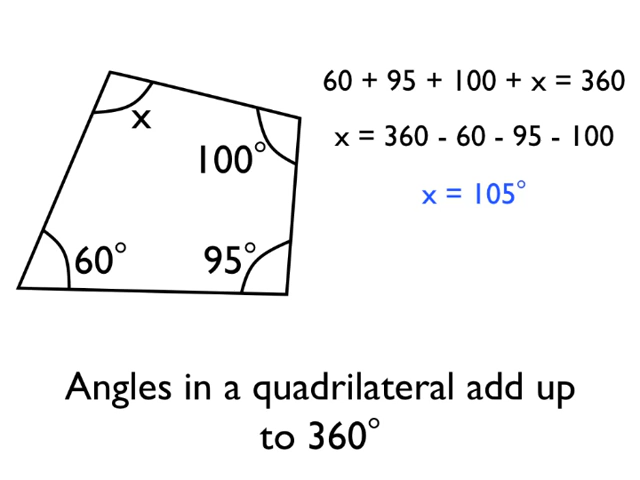 60 + 95 + 100 + x = 360
x
x = 360 - 60 - 95 - 100
100°
x = 105°
60°
95°
Angles in a quadrilateral add up
to 360°